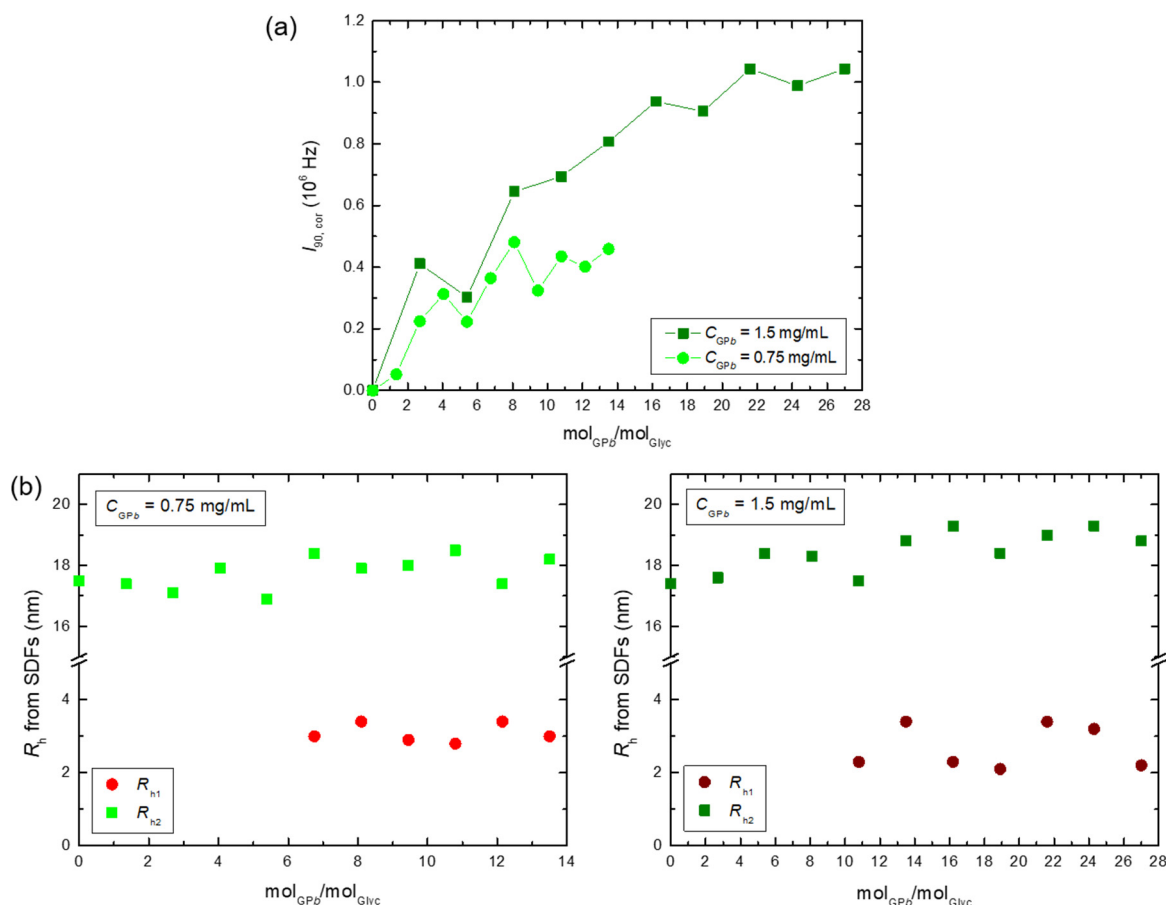 (a)
1.2
1.0
0.8
0.6
0.4
0.2
0.0
I90, cor (10^6 Hz)
CGPb = 1.5 mg/mL
CGPb = 0.75 mg/mL
0 2 4 6 8 10 12 14 16 18 20 22 24 26 28
molGPb/molGlyc
(b)
CGPb = 0.75 mg/mL
20
18
16
4
2
0
Rh from SDFs (nm)
Rh1
Rh2
0 2 4 6 8 10 12 14
molGPb/molGlyc
CGPb = 1.5 mg/mL
20
18
16
4
2
0
Rh from SDFs (nm)
Rh1
Rh2
0 2 4 6 8 10 12 14 16 18 20 22 24 26 28
molGPb/molGlyc